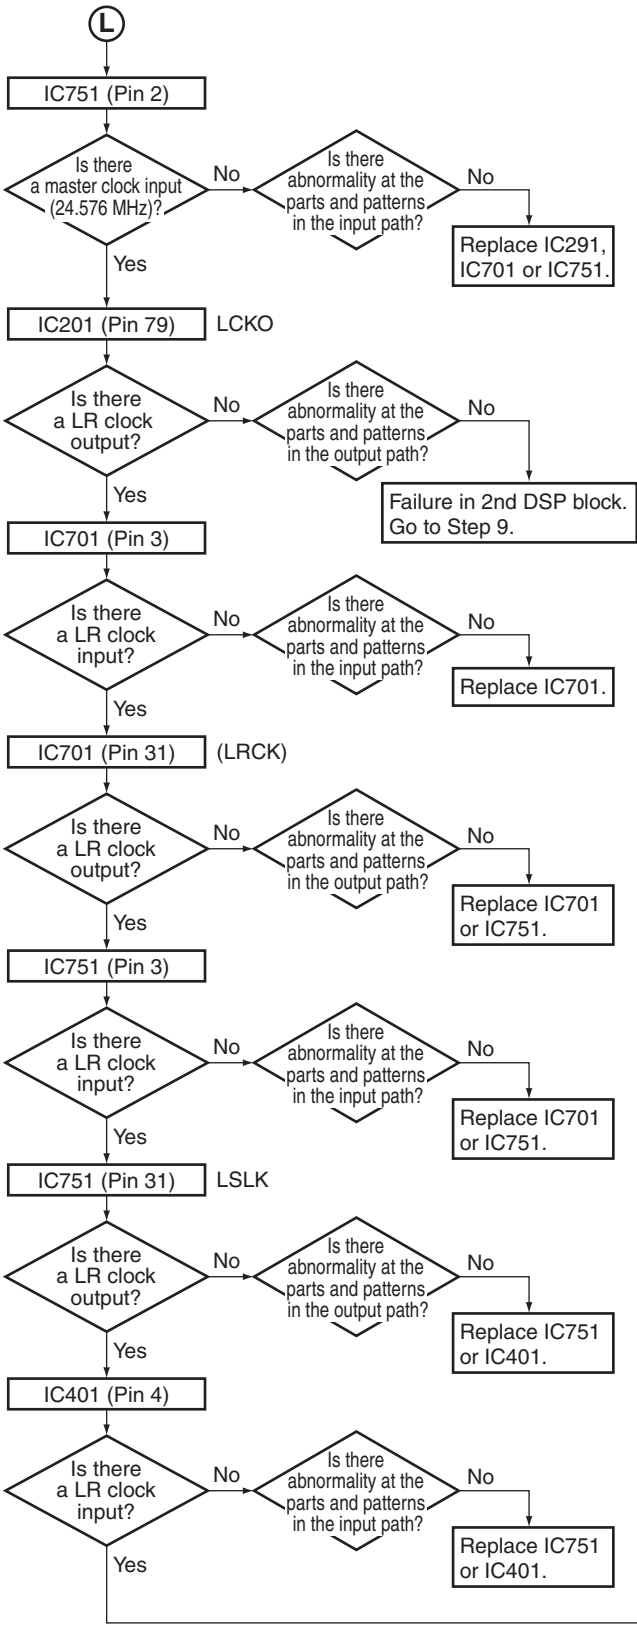 L
IC751 (Pin 2)
Is there
a master clock input
(24.576 MHz)?
No
Is there
abnormality at the
parts and patterns
in the input path?
No
Replace IC291,
IC701 or IC751.
Yes
IC201 (Pin 79)
LCKO
Is there
a LR clock
output?
No
Is there
abnormality at the
parts and patterns
in the output path?
No
Failure in 2nd DSP block.
Go to Step 9.
Yes
IC701 (Pin 3)
Is there
a LR clock
input?
No
Is there
abnormality at the
parts and patterns
in the input path?
No
Replace IC701.
Yes
IC701 (Pin 31)
(LRCK)
Is there
a LR clock
output?
No
Is there
abnormality at the
parts and patterns
in the output path?
No
Replace IC701
or IC751.
Yes
IC751 (Pin 3)
Is there
a LR clock
input?
No
Is there
abnormality at the
parts and patterns
in the input path?
No
Replace IC701
or IC751.
Yes
IC751 (Pin 31)
LSLK
Is there
a LR clock
output?
No
Is there
abnormality at the
parts and patterns
in the output path?
No
Replace IC751
or IC401.
Yes
IC401 (Pin 4)
Is there
a LR clock
input?
No
Is there
abnormality at the
parts and patterns
in the input path?
No
Replace IC751
or IC401.
Yes